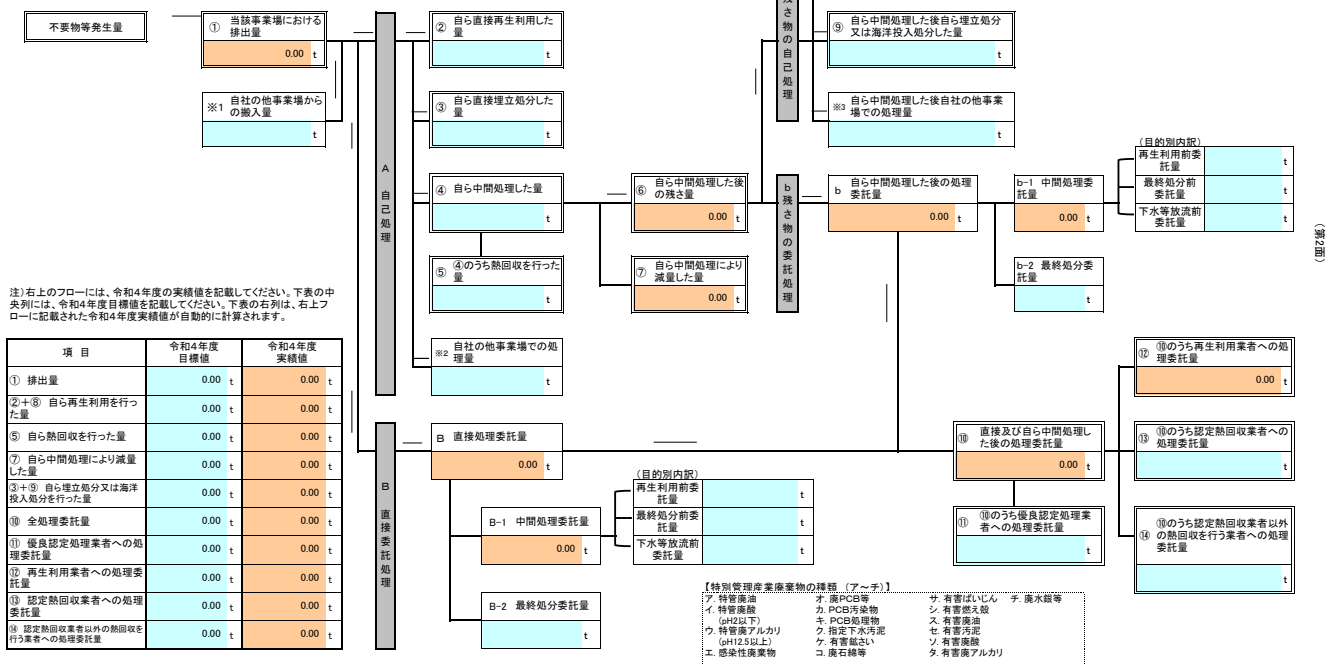 不要物等発生量
① 当該事業場における
排出量
0.00 t
※1 自社の他事業場から
の搬入量
t
A 自己処理
② 自ら直接再生利用した
量
t
③ 自ら直接埋立処分した
量
t
④ 自ら中間処理した量
t
⑤ ④のうち熱回収を行った
量
t
※2 自社の他事業場での処
理量
t
⑥ 自ら中間処理した後
の残さ量
0.00 t
⑦ 自ら中間処理により
減量した量
0.00 t
さ物の自己処理
⑨ 自ら中間処理した後自ら埋立処分
又は海洋投入処分した量
t
※3 自ら中間処理した後自社の他事業
場での処理量
t
b残さ物の委託処理
b 自ら中間処理した後の処理
委託量
0.00 t
b-1 中間処理委
託量
0.00 t
b-2 最終処分委
託量
t
(目的別内訳)
再生利用前委
託量 t
最終処分前
委託量 t
下水等放流前
委託量 t
(第2面)
注)右上のフローには、令和4年度の実績値を記載してください。下表の中
央列には、令和4年度目標値を記載してください。下表の右列は、右上フ
ローに記載された令和4年度実績値が自動的に計算されます。
項 目 令和4年度
目標値 令和4年度
実績値
① 排出量 0.00 t 0.00 t
②+⑧ 自ら再生利用を行っ
た量 0.00 t 0.00 t
⑤ 自ら熱回収を行った量 0.00 t 0.00 t
⑦ 自ら中間処理により減量
した量 0.00 t 0.00 t
③+⑨ 自ら埋立処分又は海洋
投入処分を行った量 0.00 t 0.00 t
⑩ 全処理委託量 0.00 t 0.00 t
⑪ 優良認定処理業者への処
理委託量 0.00 t 0.00 t
⑫ 再生利用業者への処理委
託量 0.00 t 0.00 t
⑬ 認定熱回収業者への処理
委託量 0.00 t 0.00 t
⑭ 認定熱回収業者以外の熱回収を
行う業者への処理委託量 0.00 t 0.00 t
B 直接委託処理
B 直接処理委託量
0.00 t
B-1 中間処理委託量
0.00 t
B-2 最終処分委託量
t
(目的別内訳)
再生利用前委
託量 t
最終処分前委
託量 t
下水等放流前
委託量 t
⑩ 直接及び自ら中間処理し
た後の処理委託量
0.00 t
⑪ ⑩のうち優良認定処理業
者への処理委託量
t
⑫ ⑩のうち再生利用業者への処
理委託量
0.00 t
⑬ ⑩のうち認定熱回収業者への
処理委託量
t
⑭ ⑩のうち認定熱回収業者以外
の熱回収を行う業者への処理
委託量
t
【特別管理産業廃棄物の種類 (ア~チ)】
ア. 特管廃油 オ. 廃PCB等 サ. 有害ばいじん チ. 廃水銀等
イ. 特管廃酸 カ. PCB汚染物 シ. 有害燃え殻
(pH2以下) キ. PCB処理物 ス. 有害廃油
ウ. 特管廃アルカリ ク. 指定下水汚泥 セ. 有害汚泥
(pH12.5以上) ケ. 有害鉱さい ソ. 有害廃酸
エ. 感染性廃棄物 コ. 廃石綿等 タ. 有害廃アルカリ